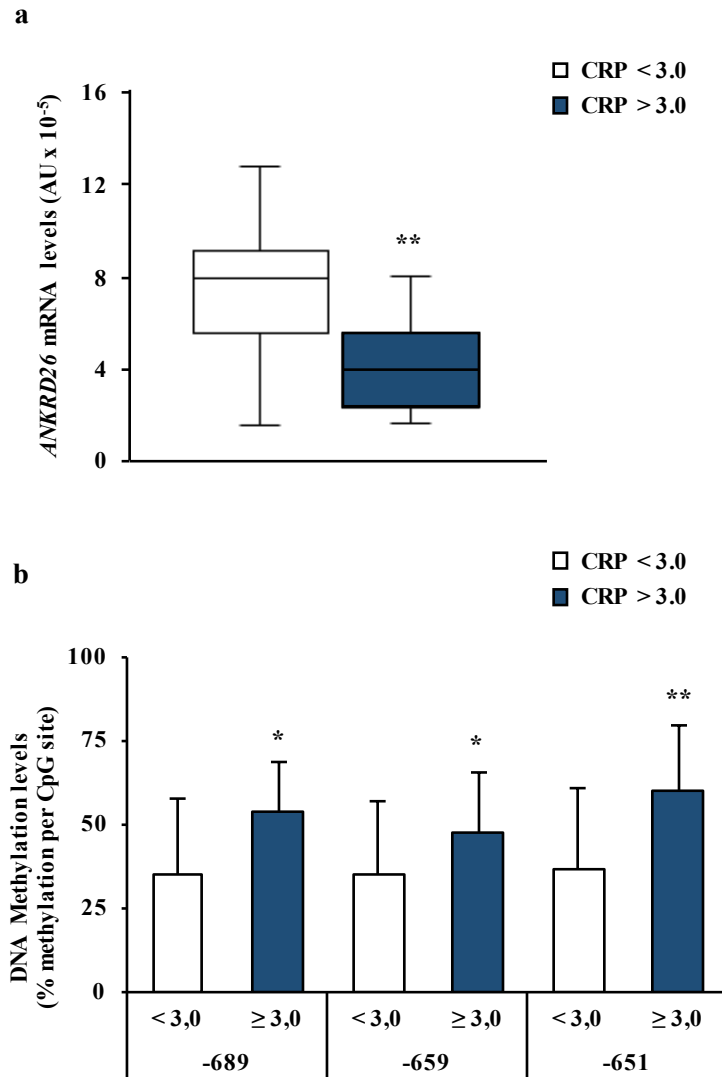 a
CRP < 3.0
CRP > 3.0
ANKRD26 mRNA levels (AU x 10⁻⁵)
16
12
8
4
0
**
b
CRP < 3.0
CRP > 3.0
DNA Methylation levels
(% methylation per CpG site)
100
75
50
25
0
* * **
< 3,0 ≥ 3,0 < 3,0 ≥ 3,0 < 3,0 ≥ 3,0
-689 -659 -651